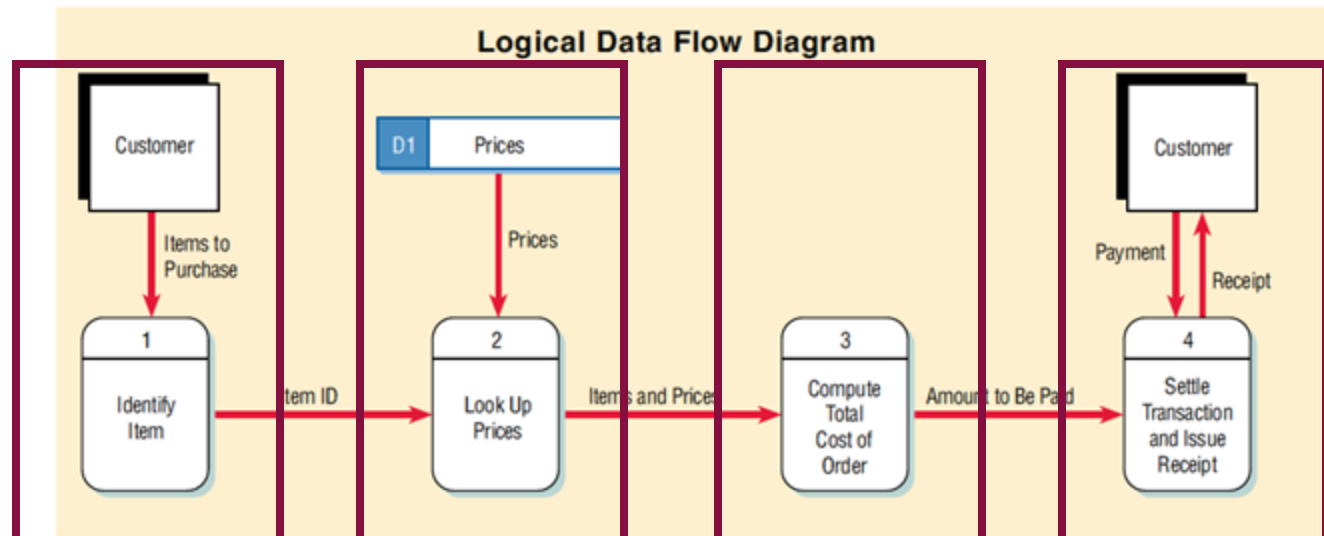 Logical Data Flow Diagram
Customer
D1 Prices
Customer
Items to
Purchase
Prices
Payment
Receipt
1
2
3
4
Identify
Item
Item ID
Look Up
Prices
Items and Prices
Compute
Total
Cost of
Order
Amount to Be Paid
Settle
Transaction
and Issue
Receipt